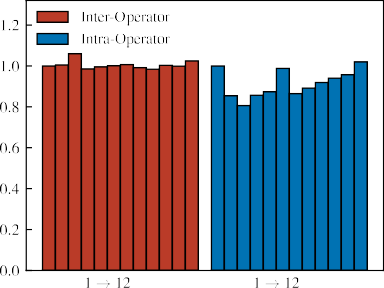 Inter-Operator
Intra-Operator
1.2
1.0
0.8
0.6
0.4
0.2
0.0
1 → 12
1 → 12